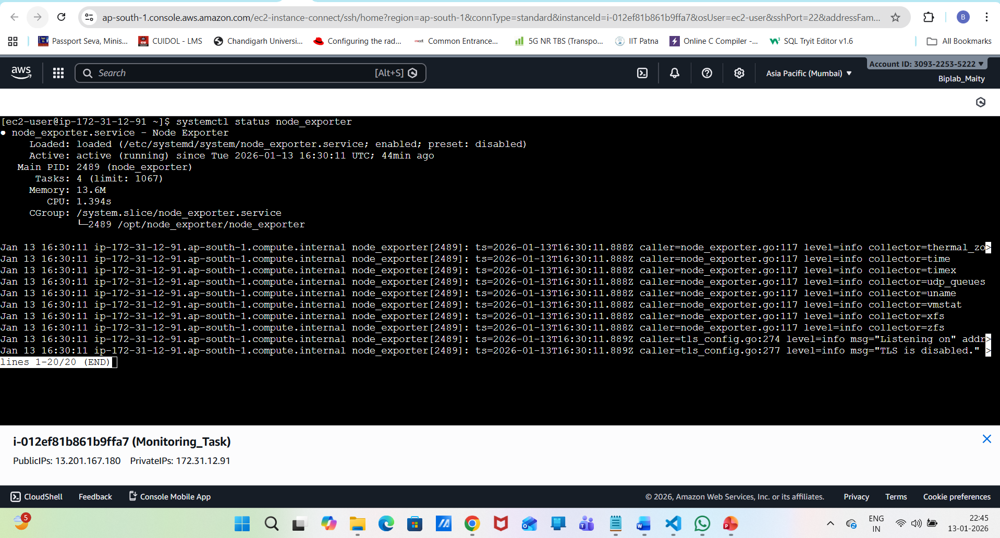 ap-south-1.console.aws.amazon.com/ec2-instance-connect/ssh/home?region=ap-south-1&connType=standard&instanceId=i-012ef81b861b9ffa7&osUser=ec2-user&sshPort=22&addressFam...
B
Passport Seva, Minis...
CUIDOL - LMS
Chandigarh Universi...
Configuring the rad...
Common Entrance...
5G NR TBS (Transpo...
IIT Patna
Online C Compiler -...
SQL Tryit Editor v1.6
All Bookmarks
aws
Search
[Alt+S]
Asia Pacific (Mumbai) ▼
Account ID: 3093-2253-5222 ▼
Biplab_Maity
[ec2-user@ip-172-31-12-91 ~]$ systemctl status node_exporter
● node_exporter.service - Node Exporter
Loaded: loaded (/etc/systemd/system/node_exporter.service; enabled; preset: disabled)
Active: active (running) since Tue 2026-01-13 16:30:11 UTC; 44min ago
Main PID: 2489 (node_exporter)
Tasks: 4 (limit: 1067)
Memory: 13.6M
CPU: 1.394s
CGroup: /system.slice/node_exporter.service
└─2489 /opt/node_exporter/node_exporter
Jan 13 16:30:11 ip-172-31-12-91.ap-south-1.compute.internal node_exporter[2489]: ts=2026-01-13T16:30:11.888Z caller=node_exporter.go:117 level=info collector=thermal_zo>
Jan 13 16:30:11 ip-172-31-12-91.ap-south-1.compute.internal node_exporter[2489]: ts=2026-01-13T16:30:11.888Z caller=node_exporter.go:117 level=info collector=time
Jan 13 16:30:11 ip-172-31-12-91.ap-south-1.compute.internal node_exporter[2489]: ts=2026-01-13T16:30:11.888Z caller=node_exporter.go:117 level=info collector=timex
Jan 13 16:30:11 ip-172-31-12-91.ap-south-1.compute.internal node_exporter[2489]: ts=2026-01-13T16:30:11.888Z caller=node_exporter.go:117 level=info collector=udp_queues
Jan 13 16:30:11 ip-172-31-12-91.ap-south-1.compute.internal node_exporter[2489]: ts=2026-01-13T16:30:11.888Z caller=node_exporter.go:117 level=info collector=uname
Jan 13 16:30:11 ip-172-31-12-91.ap-south-1.compute.internal node_exporter[2489]: ts=2026-01-13T16:30:11.888Z caller=node_exporter.go:117 level=info collector=vmstat
Jan 13 16:30:11 ip-172-31-12-91.ap-south-1.compute.internal node_exporter[2489]: ts=2026-01-13T16:30:11.888Z caller=node_exporter.go:117 level=info collector=xfs
Jan 13 16:30:11 ip-172-31-12-91.ap-south-1.compute.internal node_exporter[2489]: ts=2026-01-13T16:30:11.888Z caller=node_exporter.go:117 level=info collector=zfs
Jan 13 16:30:11 ip-172-31-12-91.ap-south-1.compute.internal node_exporter[2489]: ts=2026-01-13T16:30:11.889Z caller=tls_config.go:274 level=info msg="Listening on" addr>
Jan 13 16:30:11 ip-172-31-12-91.ap-south-1.compute.internal node_exporter[2489]: ts=2026-01-13T16:30:11.889Z caller=tls_config.go:277 level=info msg="TLS is disabled." >
lines 1-20/20 (END)
i-012ef81b861b9ffa7 (Monitoring_Task)
PublicIPs: 13.201.167.180 PrivateIPs: 172.31.12.91
CloudShell
Feedback
Console Mobile App
© 2026, Amazon Web Services, Inc. or its affiliates.
Privacy
Terms
Cookie preferences
5
ENG
IN
22:45
13-01-2026